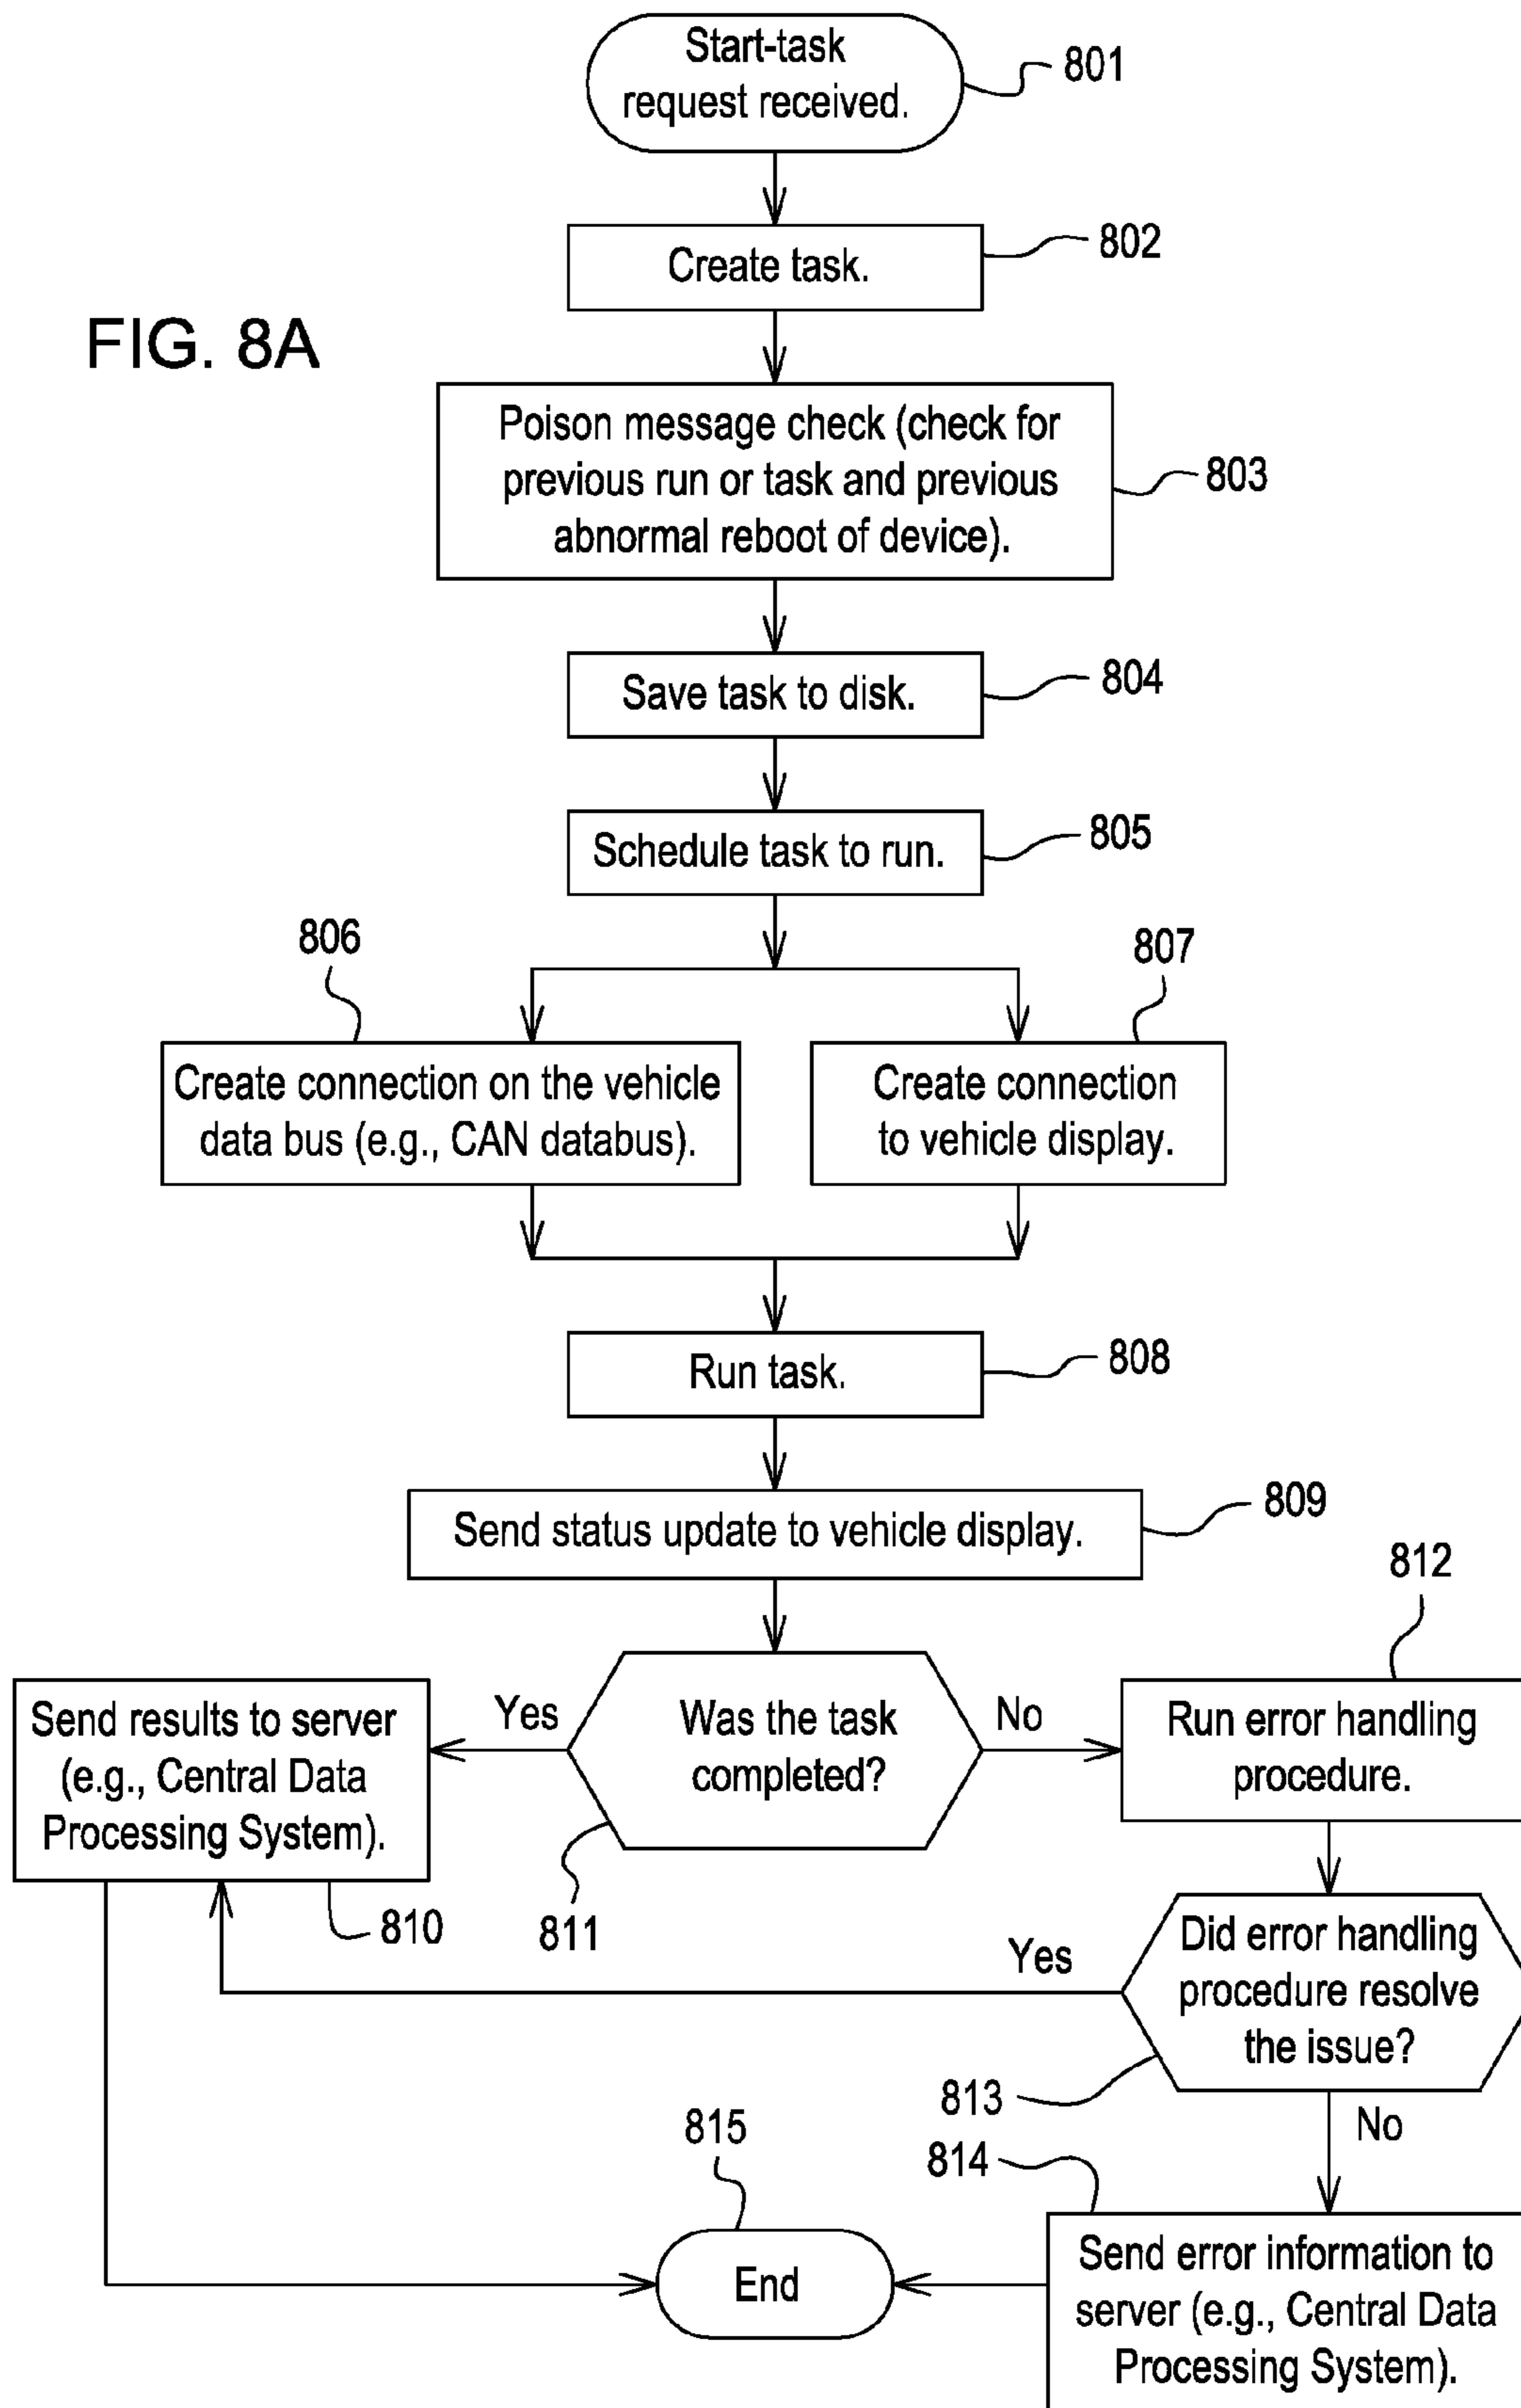 Start-task
request received.
801
Create task.
802
FIG. 8A
Poison message check (check for
previous run or task and previous
abnormal reboot of device).
803
Save task to disk.
804
Schedule task to run.
805
806
807
Create connection on the vehicle
data bus (e.g., CAN databus).
Create connection
to vehicle display.
Run task.
808
Send status update to vehicle display.
809
812
Send results to server
(e.g., Central Data
Processing System).
Yes
Was the task
completed?
No
Run error handling
procedure.
810
811
Yes
Did error handling
procedure resolve
the issue?
813
No
815
814
End
Send error information to
server (e.g., Central Data
Processing System).